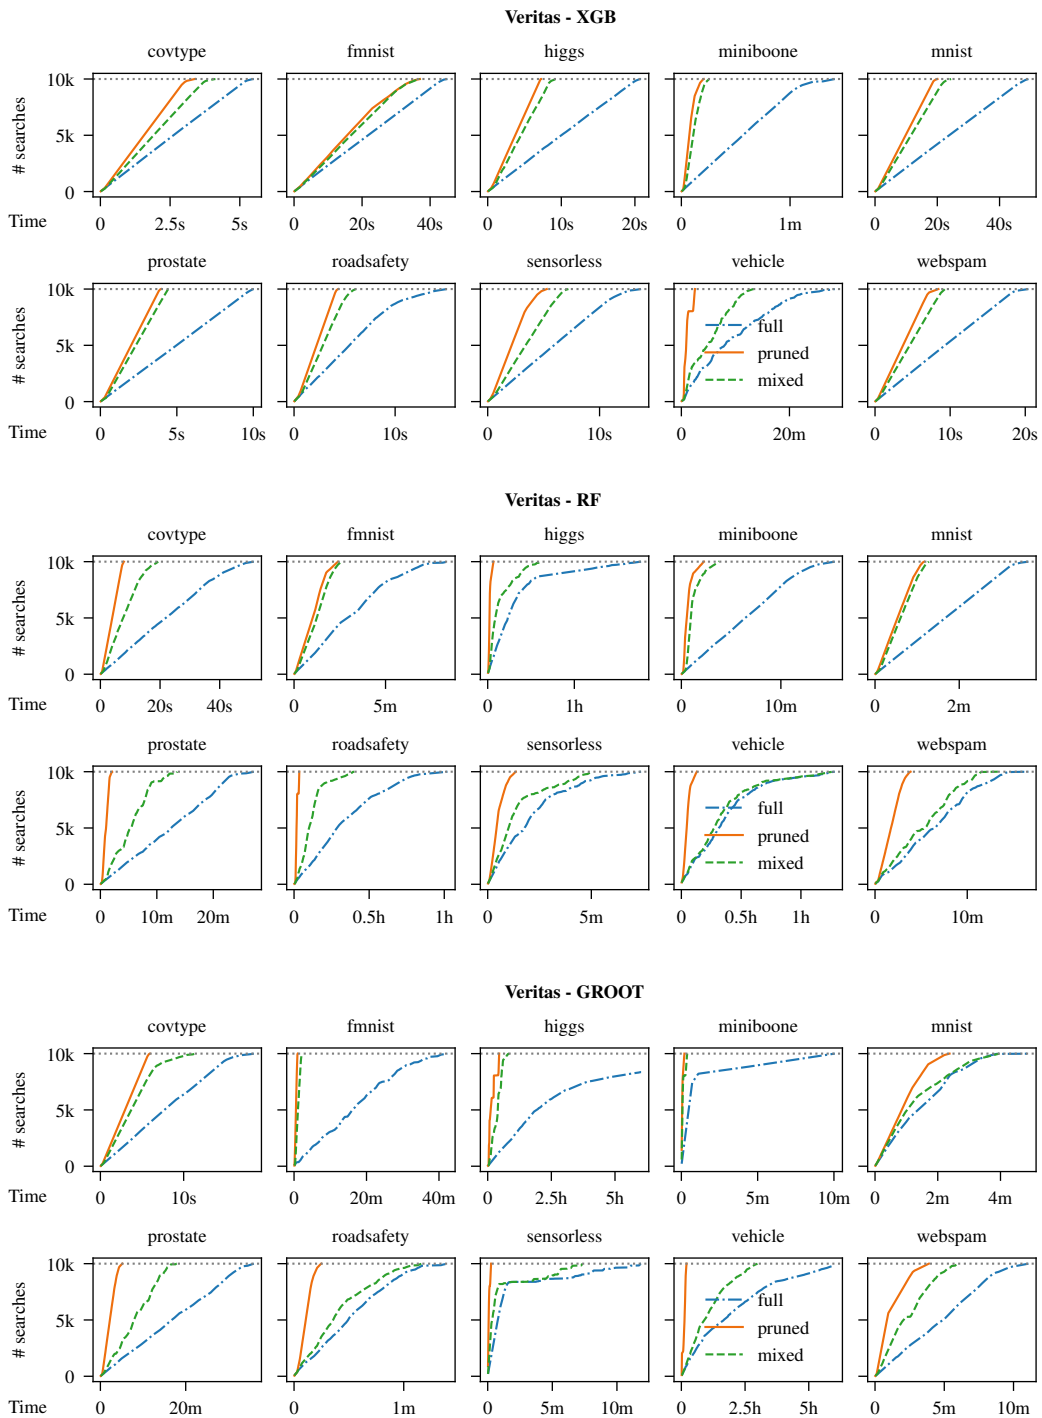 Veritas - XGB
covtype fmnist higgs miniboone mnist
10k
5k
0
# searches
Time 0 2.5s 5s 0 20s 40s 0 10s 20s 0 1m 0 20s 40s
prostate roadsafety sensorless vehicle webspam
10k
5k
0
# searches
full
pruned
mixed
Time 0 5s 10s 0 10s 0 10s 0 20m 0 10s 20s
Veritas - RF
covtype fmnist higgs miniboone mnist
10k
5k
0
# searches
Time 0 20s 40s 0 5m 0 1h 0 10m 0 2m
prostate roadsafety sensorless vehicle webspam
10k
5k
0
# searches
full
pruned
mixed
Time 0 10m 20m 0 0.5h 1h 0 5m 0 0.5h 1h 0 10m
Veritas - GROOT
covtype fmnist higgs miniboone mnist
10k
5k
0
# searches
Time 0 10s 0 20m 40m 0 2.5h 5h 0 5m 10m 0 2m 4m
prostate roadsafety sensorless vehicle webspam
10k
5k
0
# searches
full
pruned
mixed
Time 0 20m 0 1m 0 5m 10m 0 2.5h 5h 0 5m 10m